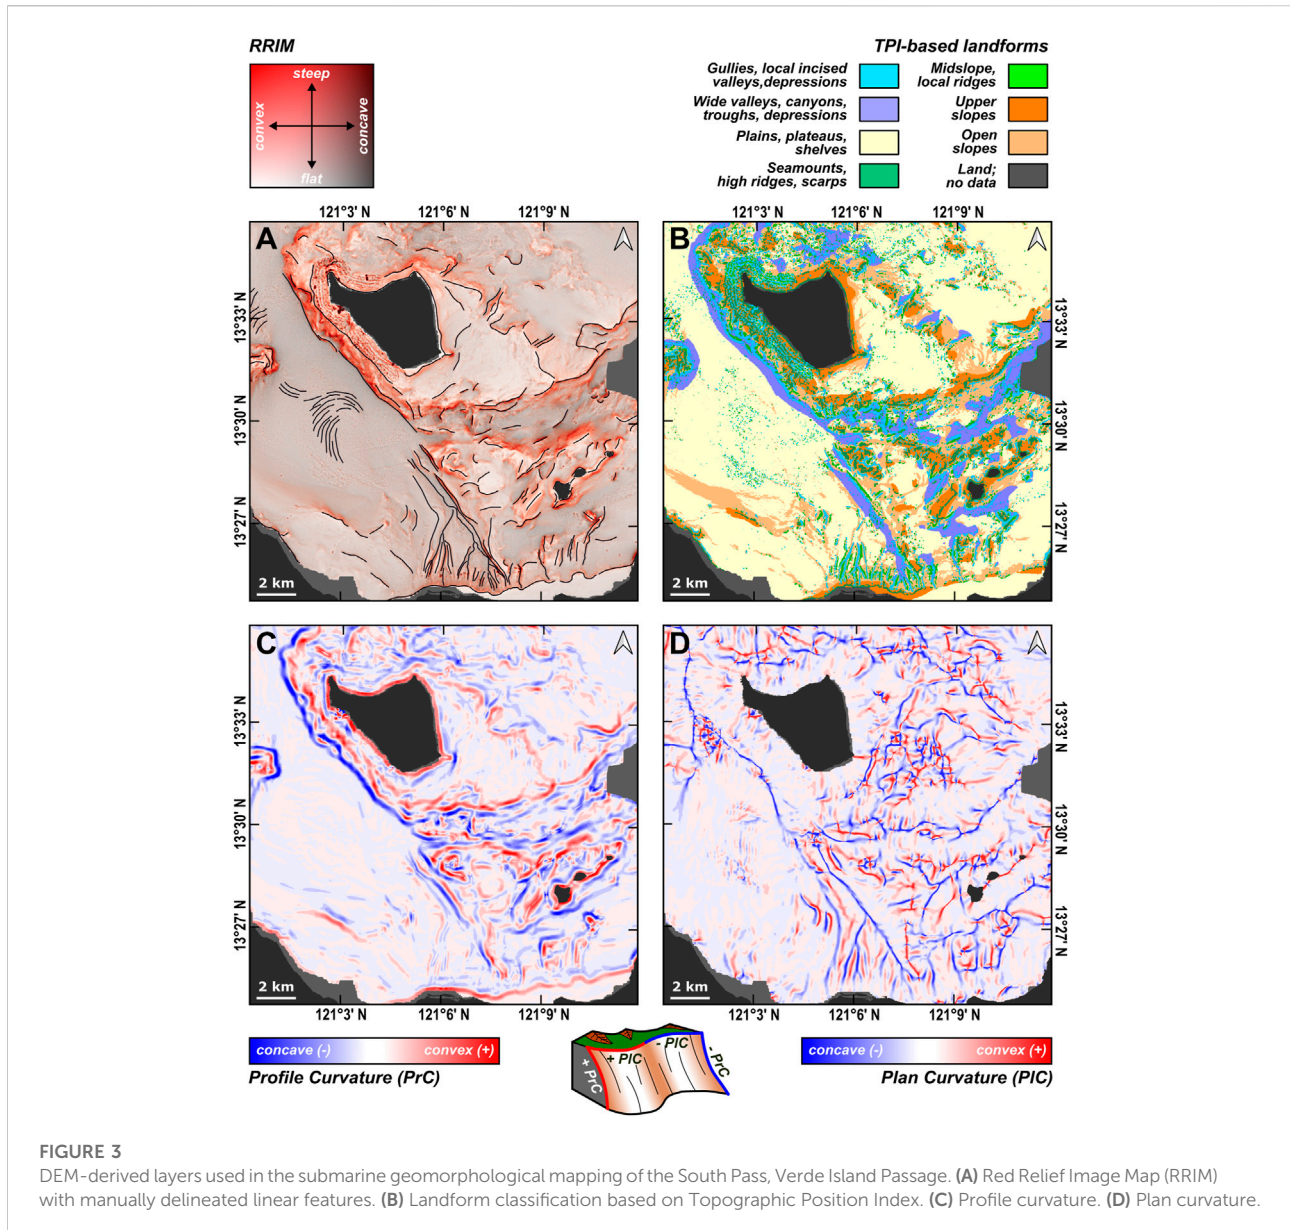 RRIM
steep
convex
concave
flat
TPI-based landforms
Gullies, local incised
valleys,depressions
Wide valleys, canyons,
troughs, depressions
Plains, plateaus,
shelves
Seamounts,
high ridges, scarps
Midslope,
local ridges
Upper
slopes
Open
slopes
Land;
no data
121°3' N 121°6' N 121°9' N
121°3' N 121°6' N 121°9' N
A
B
13°33' N
13°30' N
13°27' N
13°33' N
13°30' N
13°27' N
2 km
2 km
C
D
13°33' N
13°30' N
13°27' N
13°33' N
13°30' N
13°27' N
2 km
2 km
121°3' N 121°6' N 121°9' N
121°3' N 121°6' N 121°9' N
concave (-) convex (+)
Profile Curvature (PrC)
+ PlC
- PlC
+ PrC
- PrC
concave (-) convex (+)
Plan Curvature (PlC)
FIGURE 3
DEM-derived layers used in the submarine geomorphological mapping of the South Pass, Verde Island Passage. (A) Red Relief Image Map (RRIM)
with manually delineated linear features. (B) Landform classification based on Topographic Position Index. (C) Profile curvature. (D) Plan curvature.